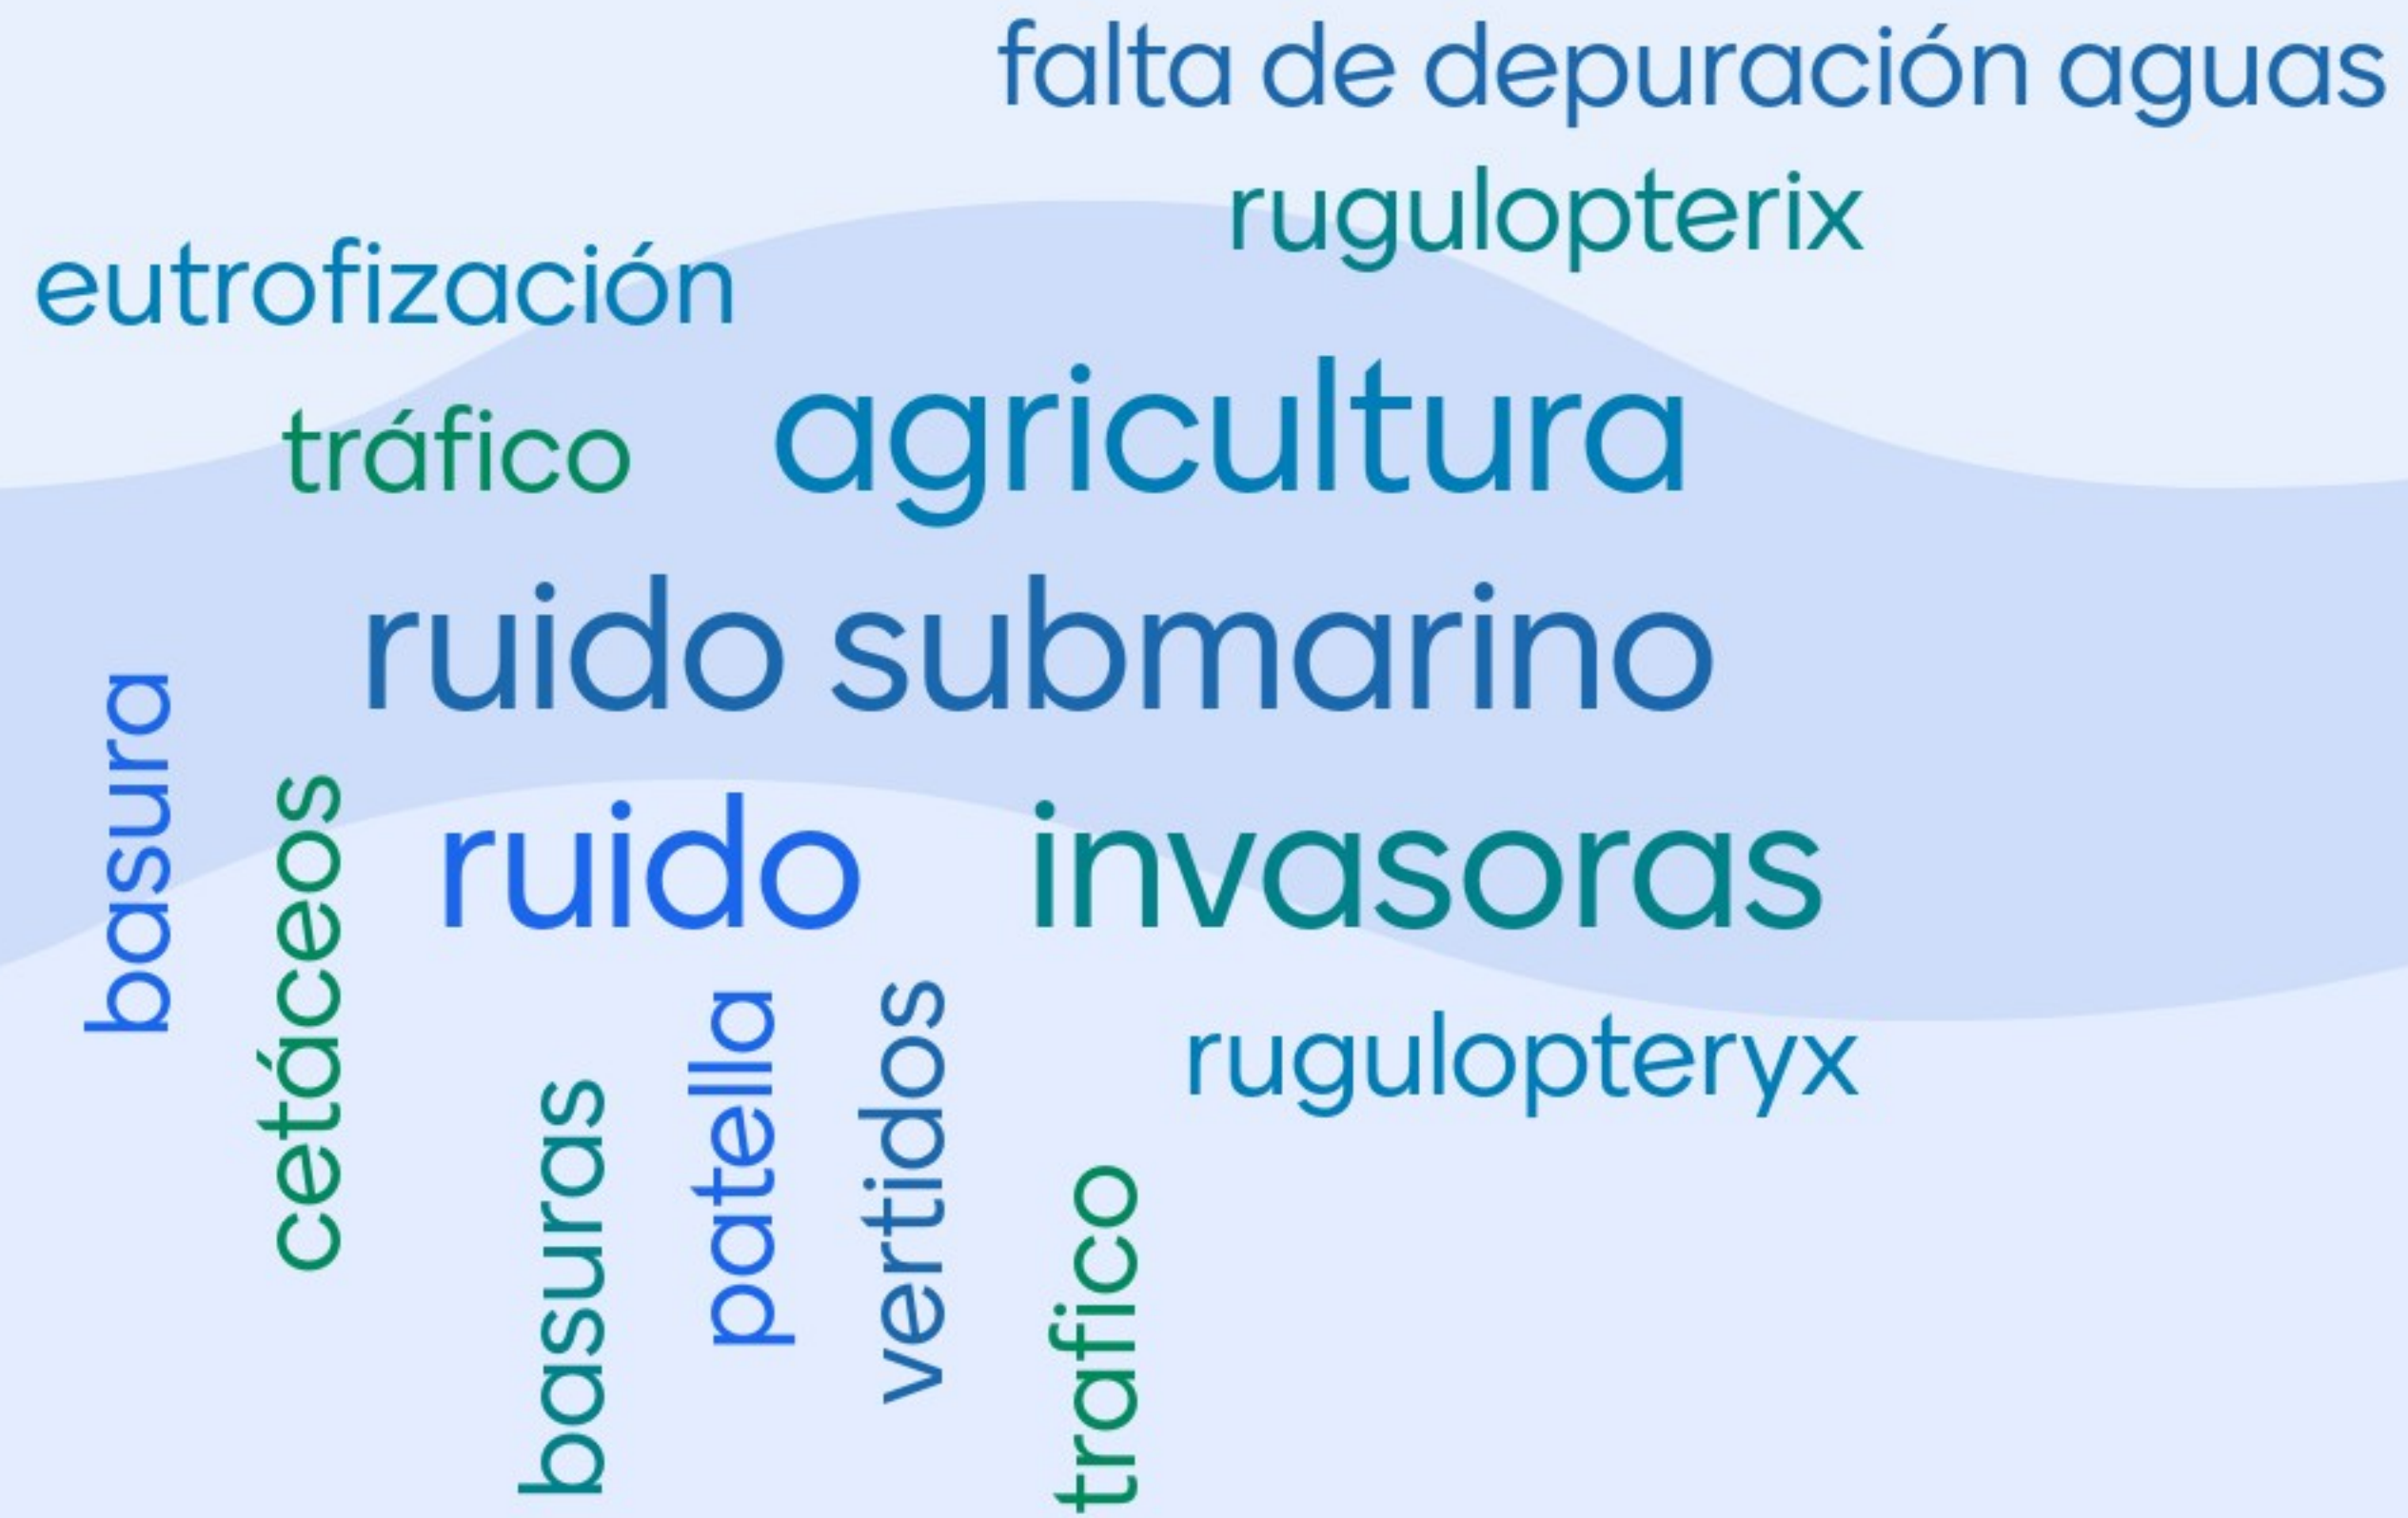 falta de depuración aguas
rugulopterix
eutrofización
tráfico
agricultura
ruido submarino
basura
cetáceos
ruido
invasoras
patella
vertidos
rugulopteryx
basuras
trafico